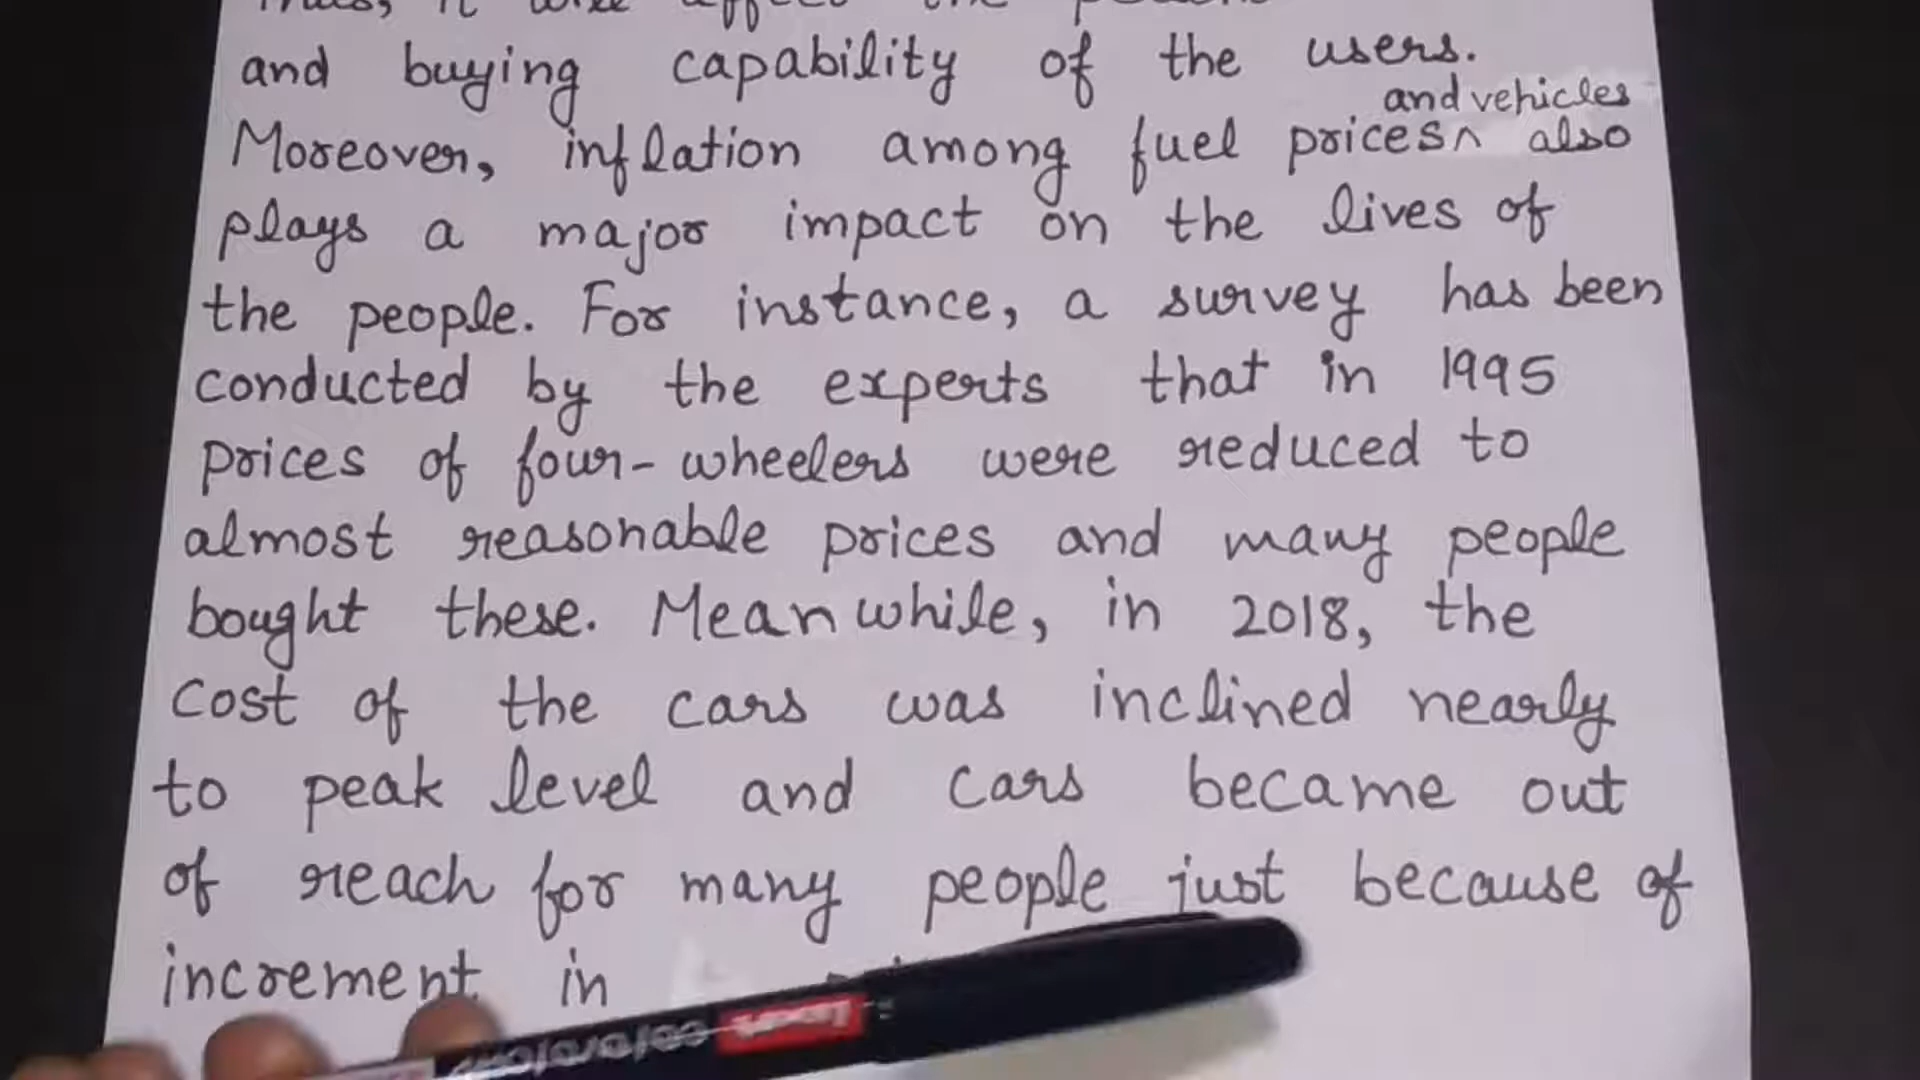 it will affect the
and buying capability of the users.
and vehicles
Moreover, inflation among fuel prices^ also
plays a major impact on the lives of
the people. For instance, a survey has been
conducted by the experts that in 1995
prices of four-wheelers were reduced to
almost reasonable prices and many people
bought these. Meanwhile, in 2018, the
cost of the cars was inclined nearly
to peak level and cars became out
of reach for many people just because of
increment in